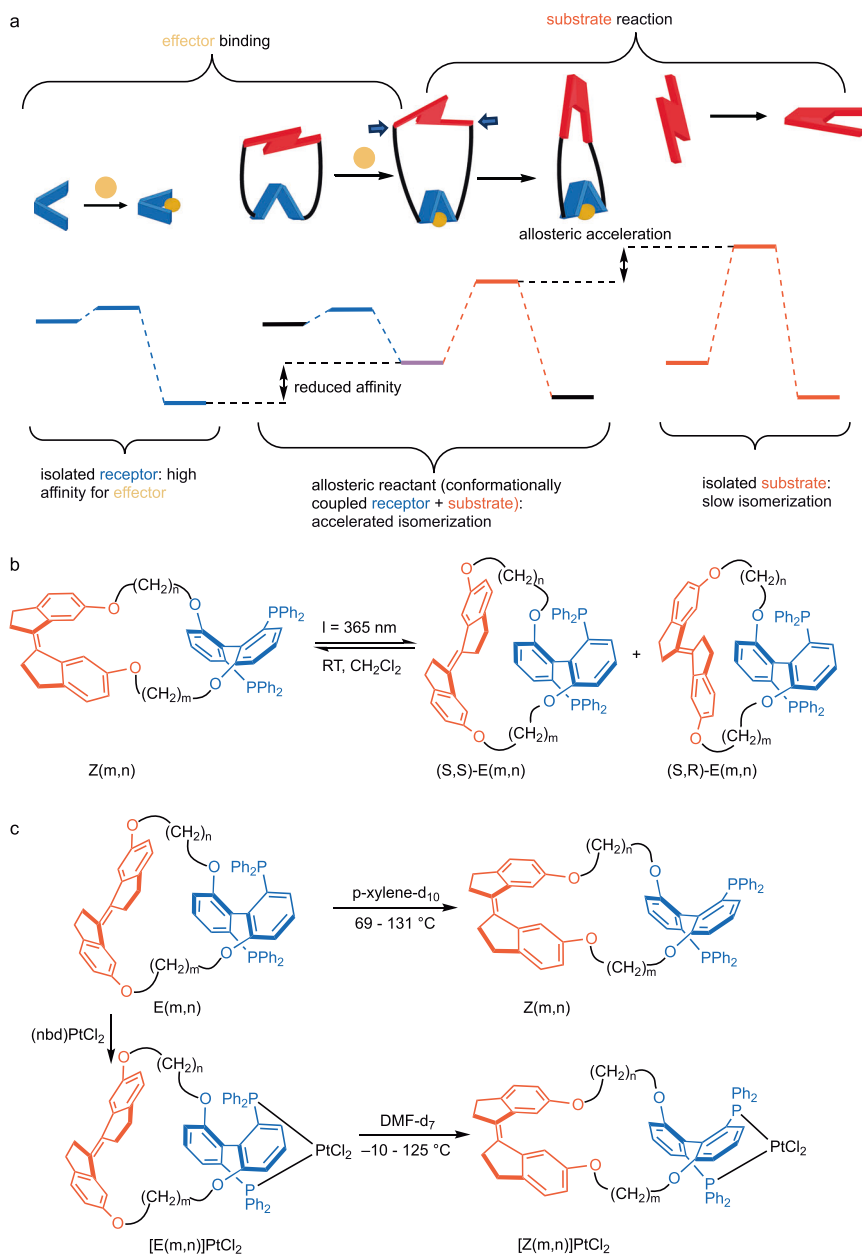 a
effector binding
substrate reaction
allosteric acceleration
reduced affinity
isolated receptor: high
affinity for effector
allosteric reactant (conformationally
coupled receptor + substrate):
accelerated isomerization
isolated substrate:
slow isomerization
b
O
(CH2)n
O
PPh2
O
(CH2)m
O
PPh2
Z(m,n)
l = 365 nm
RT, CH2Cl2
O
(CH2)n
O
Ph2P
O
(CH2)m
O
PPh2
(S,S)-E(m,n)
+
O
(CH2)n
O
Ph2P
O
(CH2)m
O
PPh2
(S,R)-E(m,n)
c
O
(CH2)n
O
Ph2P
O
(CH2)m
O
PPh2
E(m,n)
p-xylene-d10
69 - 131 °C
O
(CH2)n
O
PPh2
O
(CH2)m
O
PPh2
Z(m,n)
(nbd)PtCl2
O
(CH2)n
O
Ph2P
PtCl2
O
(CH2)m
O
P
Ph2
[E(m,n)]PtCl2
DMF-d7
–10 - 125 °C
O
(CH2)n
O
Ph2
P
PtCl2
O
(CH2)m
O
P
Ph2
[Z(m,n)]PtCl2